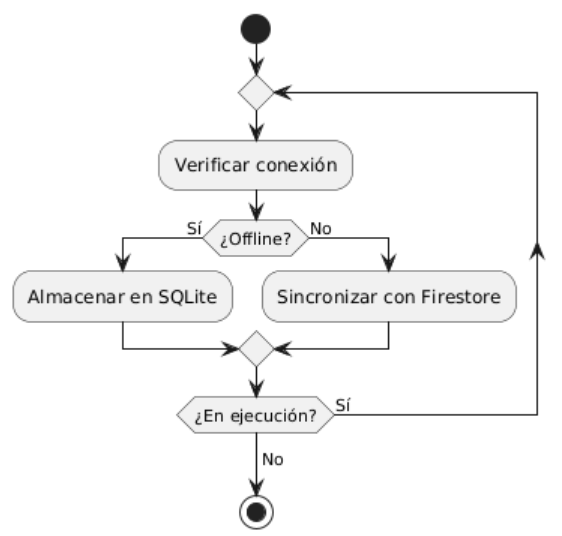 Verificar conexión
Sí
¿Offline?
No
Almacenar en SQLite
Sincronizar con Firestore
¿En ejecución?
Sí
No